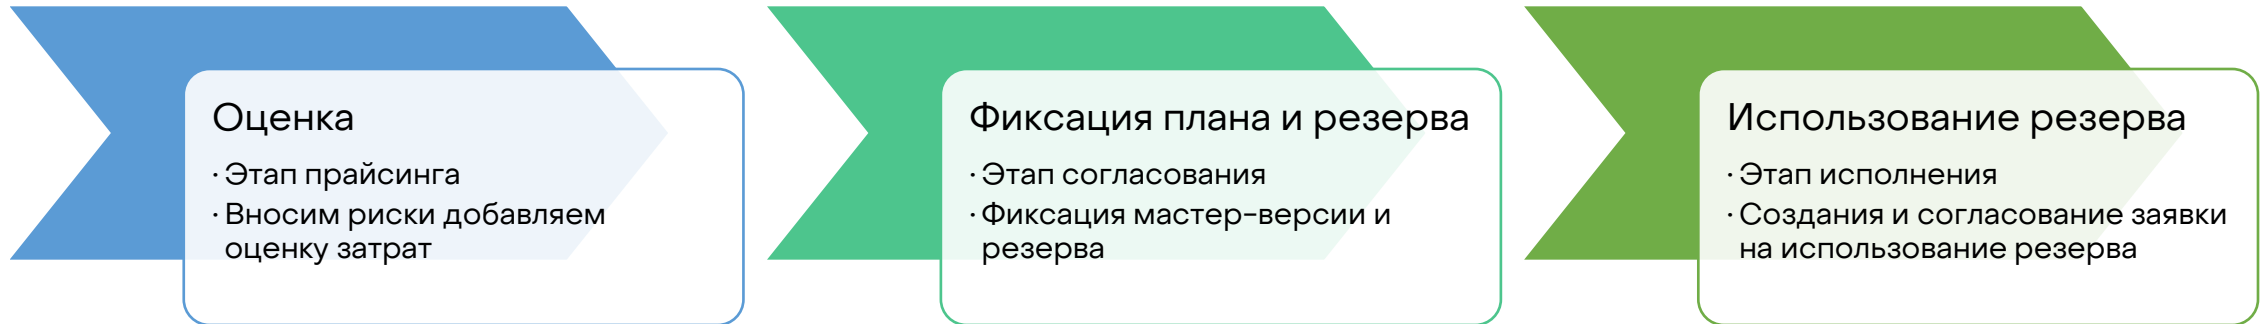 Оценка
· Этап прайсинга
· Вносим риски добавляем
оценку затрат
Фиксация плана и резерва
· Этап согласования
· Фиксация мастер-версии и
резерва
Использование резерва
· Этап исполнения
· Создания и согласование заявки
на использование резерва